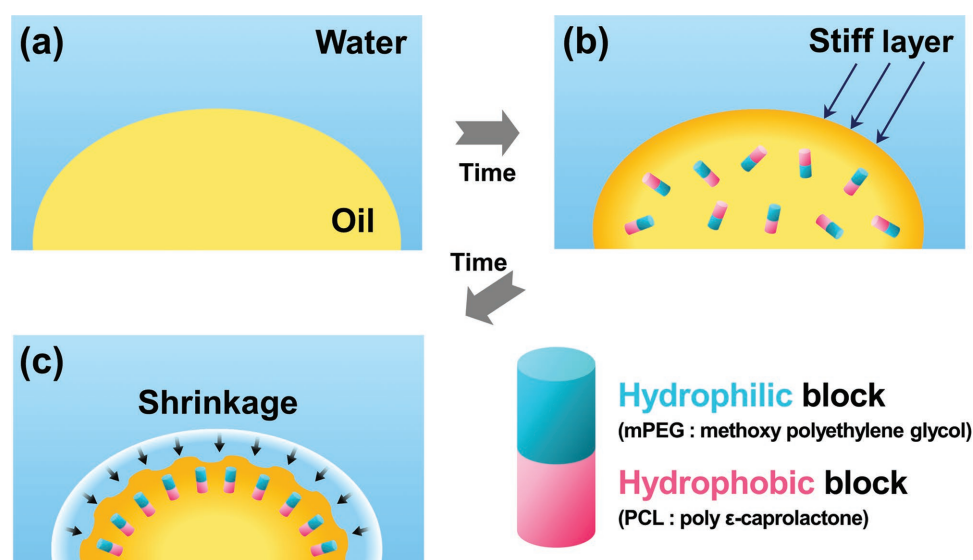 (a)
Water
Oil
Time
(b)
Stiff layer
Time
(c)
Shrinkage
Hydrophilic block
(mPEG : methoxy polyethylene glycol)
Hydrophobic block
(PCL : poly ε-caprolactone)